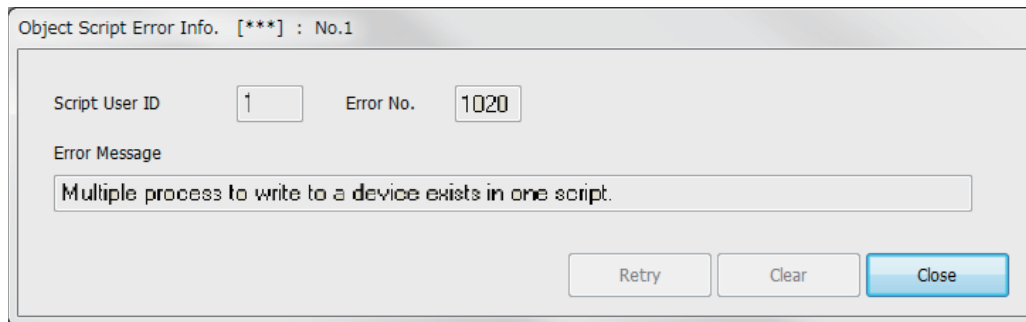 Object Script Error Info. [***] : No.1
Script User ID 1 Error No. 1020
Error Message
Multiple process to write to a device exists in one script.
Retry Clear Close